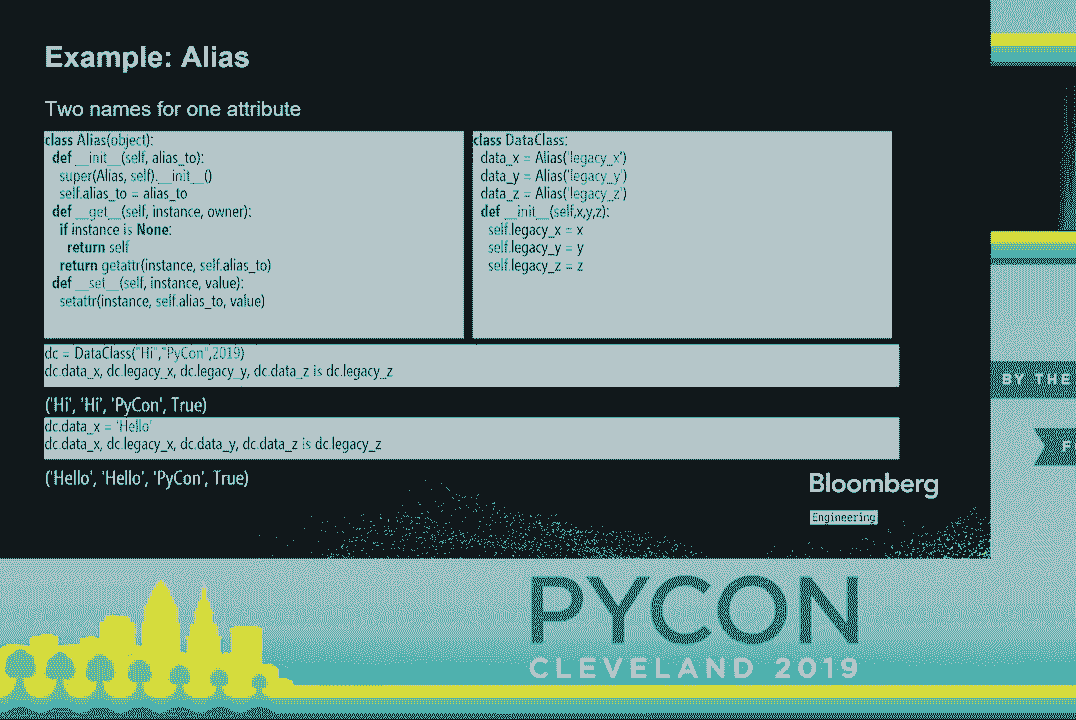 Example: Alias
Two names for one attribute
class Alias(object):
def __init__(self, alias_to):
super(Alias, self).__init__()
self.alias_to = alias_to
def __get__(self, instance, owner):
if instance is None:
return self
return getattr(instance, self.alias_to)
def __set__(self, instance, value):
setattr(instance, self.alias_to, value)
class DataClass:
data_x = Alias('legacy_x')
data_y = Alias('legacy_y')
data_z = Alias('legacy_z')
def __init__(self,x,y,z):
self.legacy_x = x
self.legacy_y = y
self.legacy_z = z
dc = DataClass("Hi","PyCon",2019)
dc.data_x, dc.legacy_x, dc.legacy_y, dc.data_z is dc.legacy_z
('Hi', 'Hi', 'PyCon', True)
dc.data_x = 'Hello'
dc.data_x, dc.legacy_x, dc.data_y, dc.data_z is dc.legacy_z
('Hello', 'Hello', 'PyCon', True)
Bloomberg
Engineering
BY THE
F
PYCON
CLEVELAND 2019